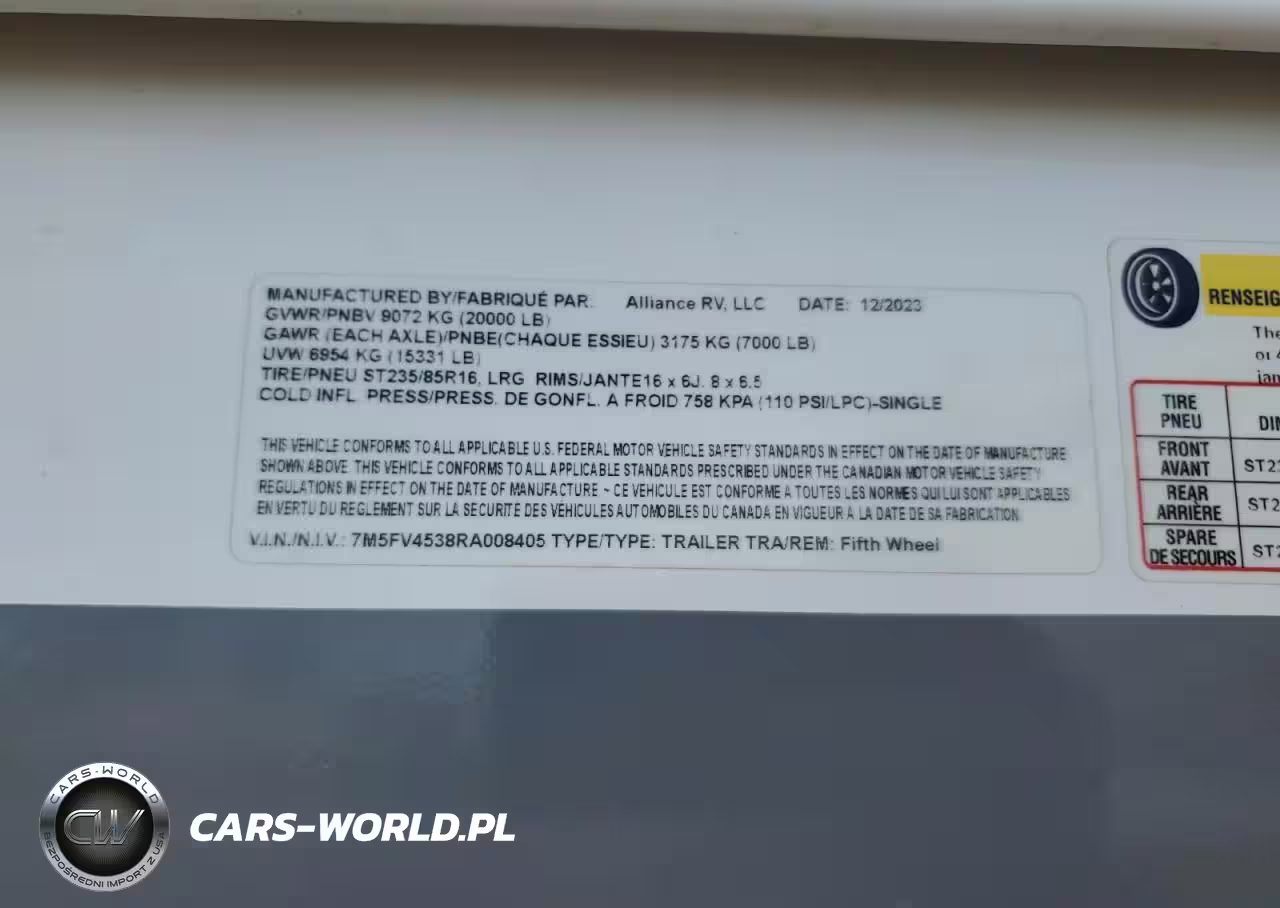 MANUFACTURED BY/FABRIQUÉ PAR: Alliance RV, LLC DATE: 12/2023
GVWR/PNBV 9072 KG (20000 LB)
GAWR (EACH AXLE)/PNBE(CHAQUE ESSIEU) 3175 KG (7000 LB)
UVW 6954 KG (15331 LB)
TIRE/PNEU ST235/85R16, LRG RIMS/JANTE16 x 6J. 8 x 6.5
COLD INFL. PRESS/PRESS. DE GONFL. A FROID 758 KPA (110 PSI/LPC)-SINGLE
THIS VEHICLE CONFORMS TO ALL APPLICABLE U.S. FEDERAL MOTOR VEHICLE SAFETY STANDARDS IN EFFECT ON THE DATE OF MANUFACTURE
SHOWN ABOVE. THIS VEHICLE CONFORMS TO ALL APPLICABLE STANDARDS PRESCRIBED UNDER THE CANADIAN MOTOR VEHICLE SAFETY
REGULATIONS IN EFFECT ON THE DATE OF MANUFACTURE - CE VEHICULE EST CONFORME A TOUTES LES NORMES QUI LUI SONT APPLICABLES
EN VERTU DU REGLEMENT SUR LA SECURITE DES VEHICULES AUTOMOBILES DU CANADA EN VIGUEUR A LA DATE DE SA FABRICATION.
V.I.N./N.I.V.: 7M5FV4538RA008405 TYPE/TYPE: TRAILER TRA/REM: Fifth Wheel
RENSEIG
The
or
jan
TIRE
PNEU
DI
FRONT
AVANT
ST23
REAR
ARRIÈRE
ST2
SPARE
DE SECOURS
ST2
CARS-WORLD
CW
BEZPOŚREDNI IMPORT Z USA
CARS-WORLD.PL